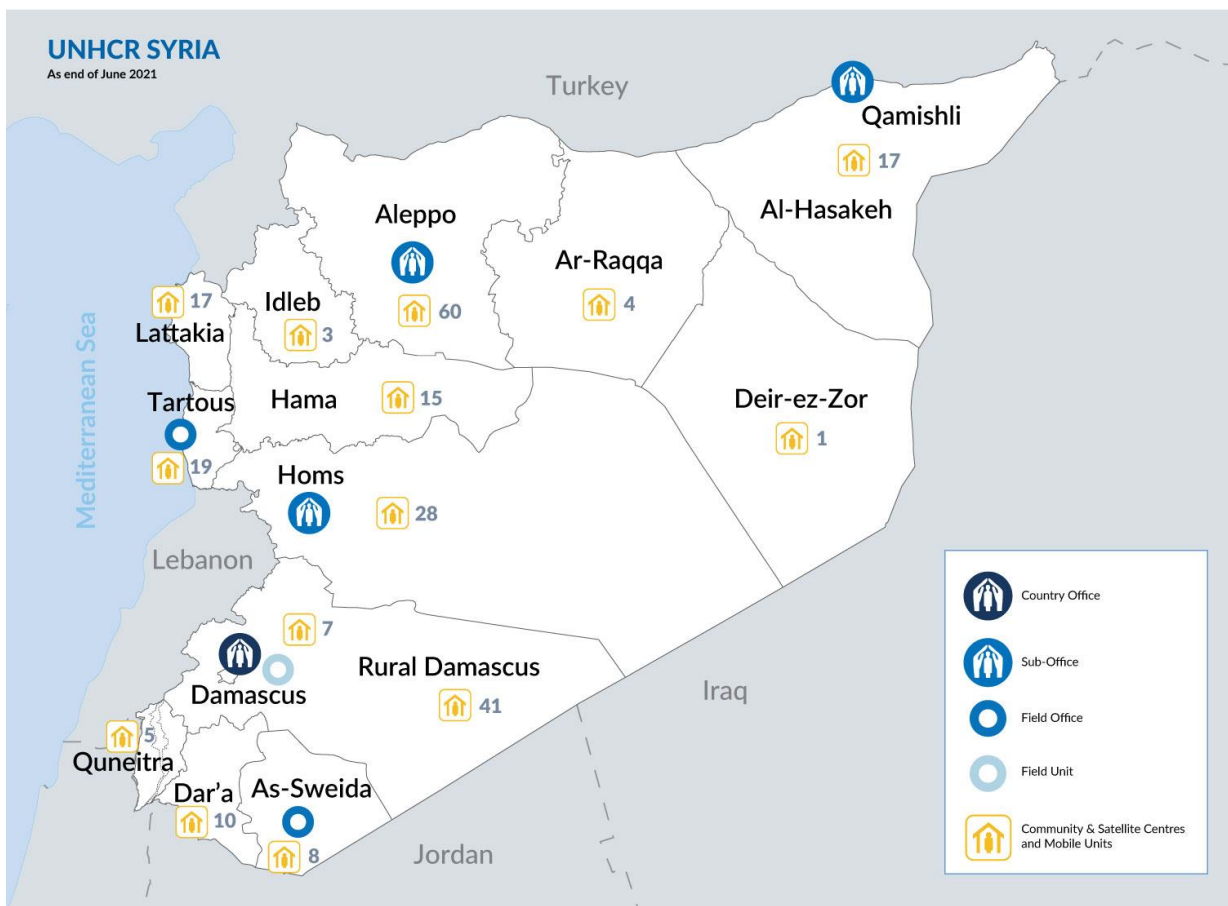 UNHCR SYRIA
As end of June 2021
Turkey
Qamishli
17
Al-Hasakeh
Aleppo
60
Ar-Raqqa
4
Idleb
3
17
Lattakia
Mediterranean Sea
Tartous
19
Hama
15
Deir-ez-Zor
1
Homs
28
Lebanon
7
Damascus
Rural Damascus
41
Iraq
5
Quneitra
Dar'a
10
As-Sweida
8
Jordan
Country Office
Sub-Office
Field Office
Field Unit
Community & Satellite Centres
and Mobile Units